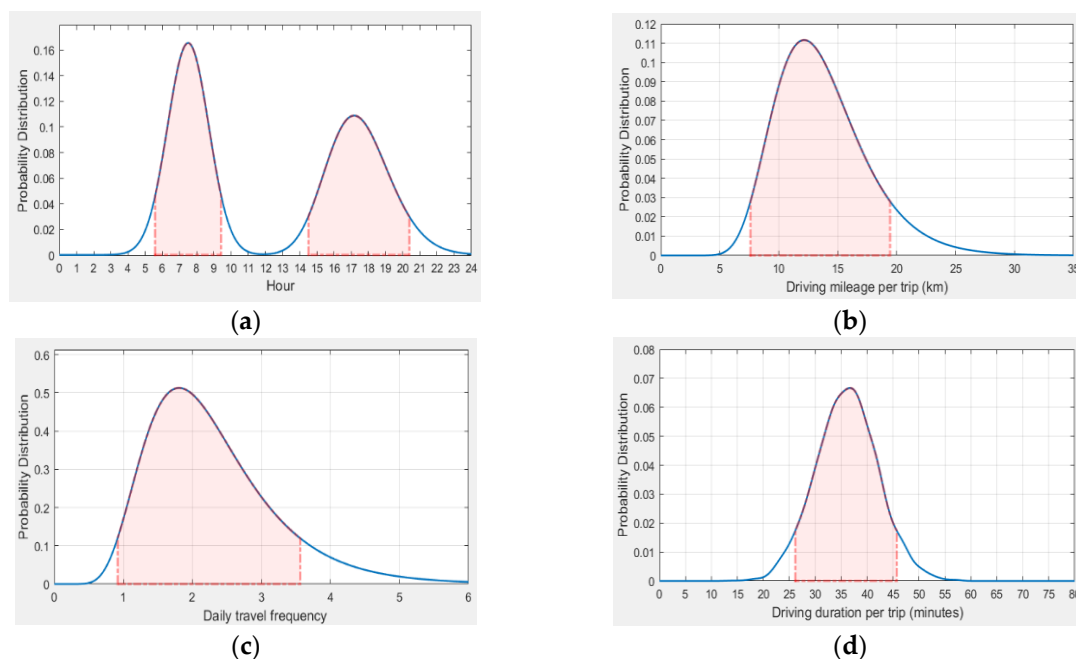 0.16
0.14
0.12
0.1
0.08
0.06
0.04
0.02
0
Probability Distribution
0 1 2 3 4 5 6 7 8 9 10 11 12 13 14 15 16 17 18 19 20 21 22 23 24
Hour
(a)
0.12
0.11
0.1
0.09
0.08
0.07
0.06
0.05
0.04
0.03
0.02
0.01
0
Probability Distribution
0 5 10 15 20 25 30 35
Driving mileage per trip (km)
(b)
0.6
0.5
0.4
0.3
0.2
0.1
0
Probability Distribution
0 1 2 3 4 5 6
Daily travel frequency
(c)
0.08
0.07
0.06
0.05
0.04
0.03
0.02
0.01
0
Probability Distribution
0 5 10 15 20 25 30 35 40 45 50 55 60 65 70 75 80
Driving duration per trip (minutes)
(d)